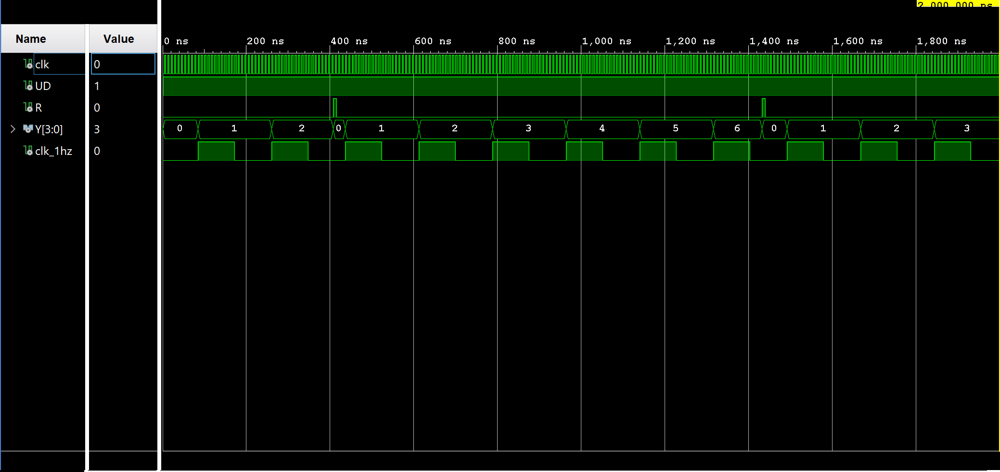 2,000.000 ns
Name Value
0 ns 200 ns 400 ns 600 ns 800 ns 1,000 ns 1,200 ns 1,400 ns 1,600 ns 1,800 ns
clk 0
UD 1
R 0
Y[3:0] 3 0 1 2 0 1 2 3 4 5 6 0 1 2 3
clk_1hz 0